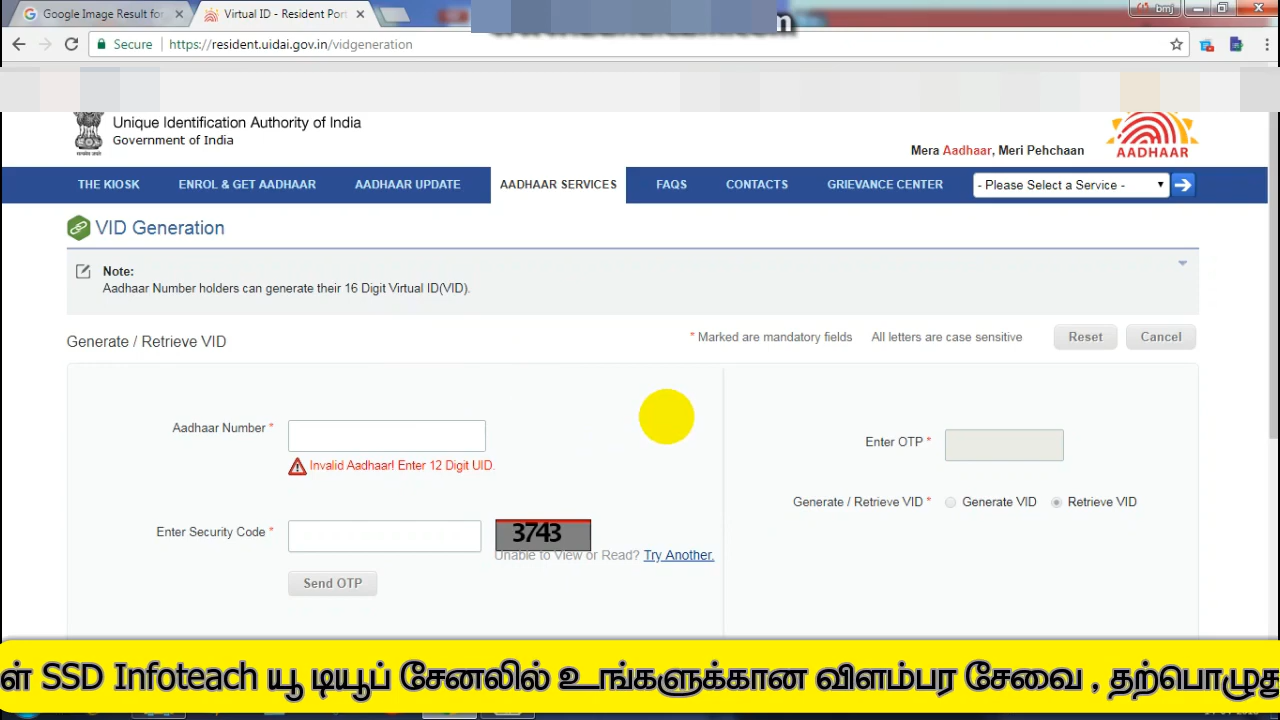 Google Image Result for
Virtual ID - Resident Port
bmj
Secure
https://resident.uidai.gov.in/vidgeneration
Unique Identification Authority of India
Government of India
Mera Aadhaar, Meri Pehchaan
AADHAAR
THE KIOSK
ENROL & GET AADHAAR
AADHAAR UPDATE
AADHAAR SERVICES
FAQS
CONTACTS
GRIEVANCE CENTER
- Please Select a Service -
VID Generation
Note:
Aadhaar Number holders can generate their 16 Digit Virtual ID(VID).
Generate / Retrieve VID
* Marked are mandatory fields
All letters are case sensitive
Reset
Cancel
Aadhaar Number *
Invalid Aadhaar! Enter 12 Digit UID.
Enter OTP *
Generate / Retrieve VID *
Generate VID
Retrieve VID
Enter Security Code *
3743
Unable to View or Read? Try Another.
Send OTP
ள் SSD Infoteach யூ டியூப் சேனலில் உங்களுக்கான விளம்பர சேவை , தற்பொழுது